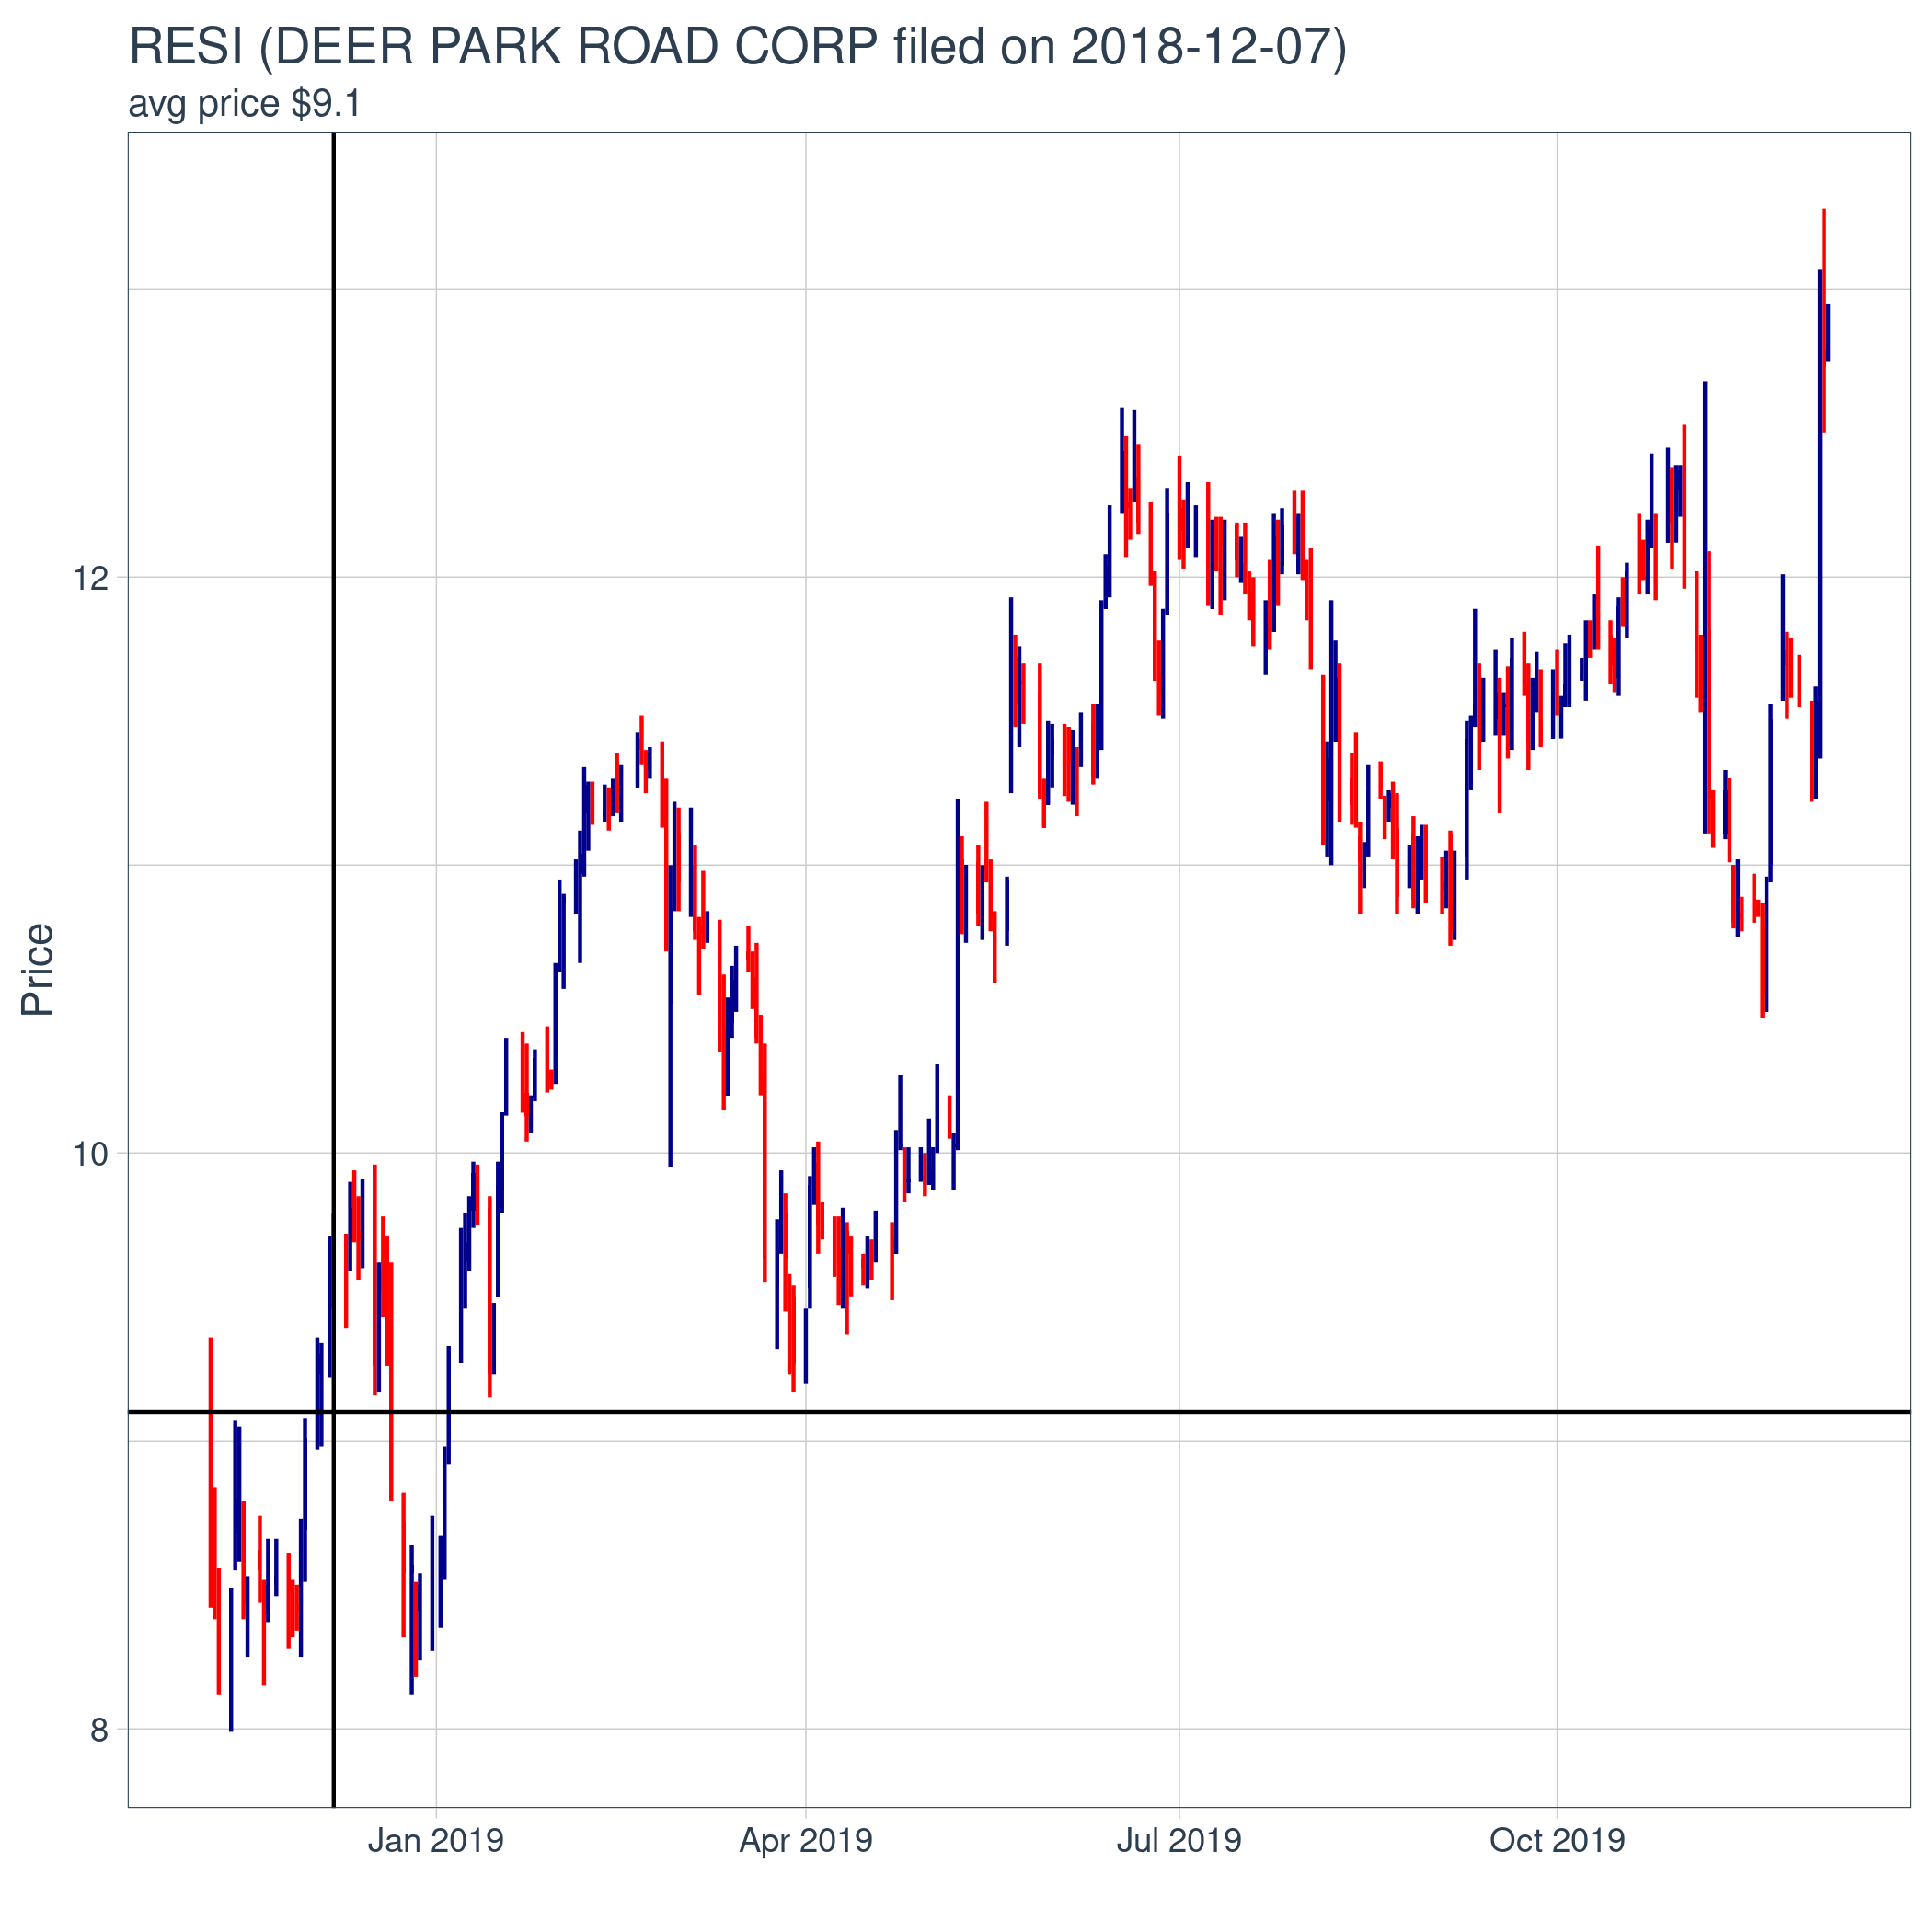 RESI (DEER PARK ROAD CORP filed on 2018-12-07)
avg price $9.1
12
10
8
Price
Jan 2019
Apr 2019
Jul 2019
Oct 2019